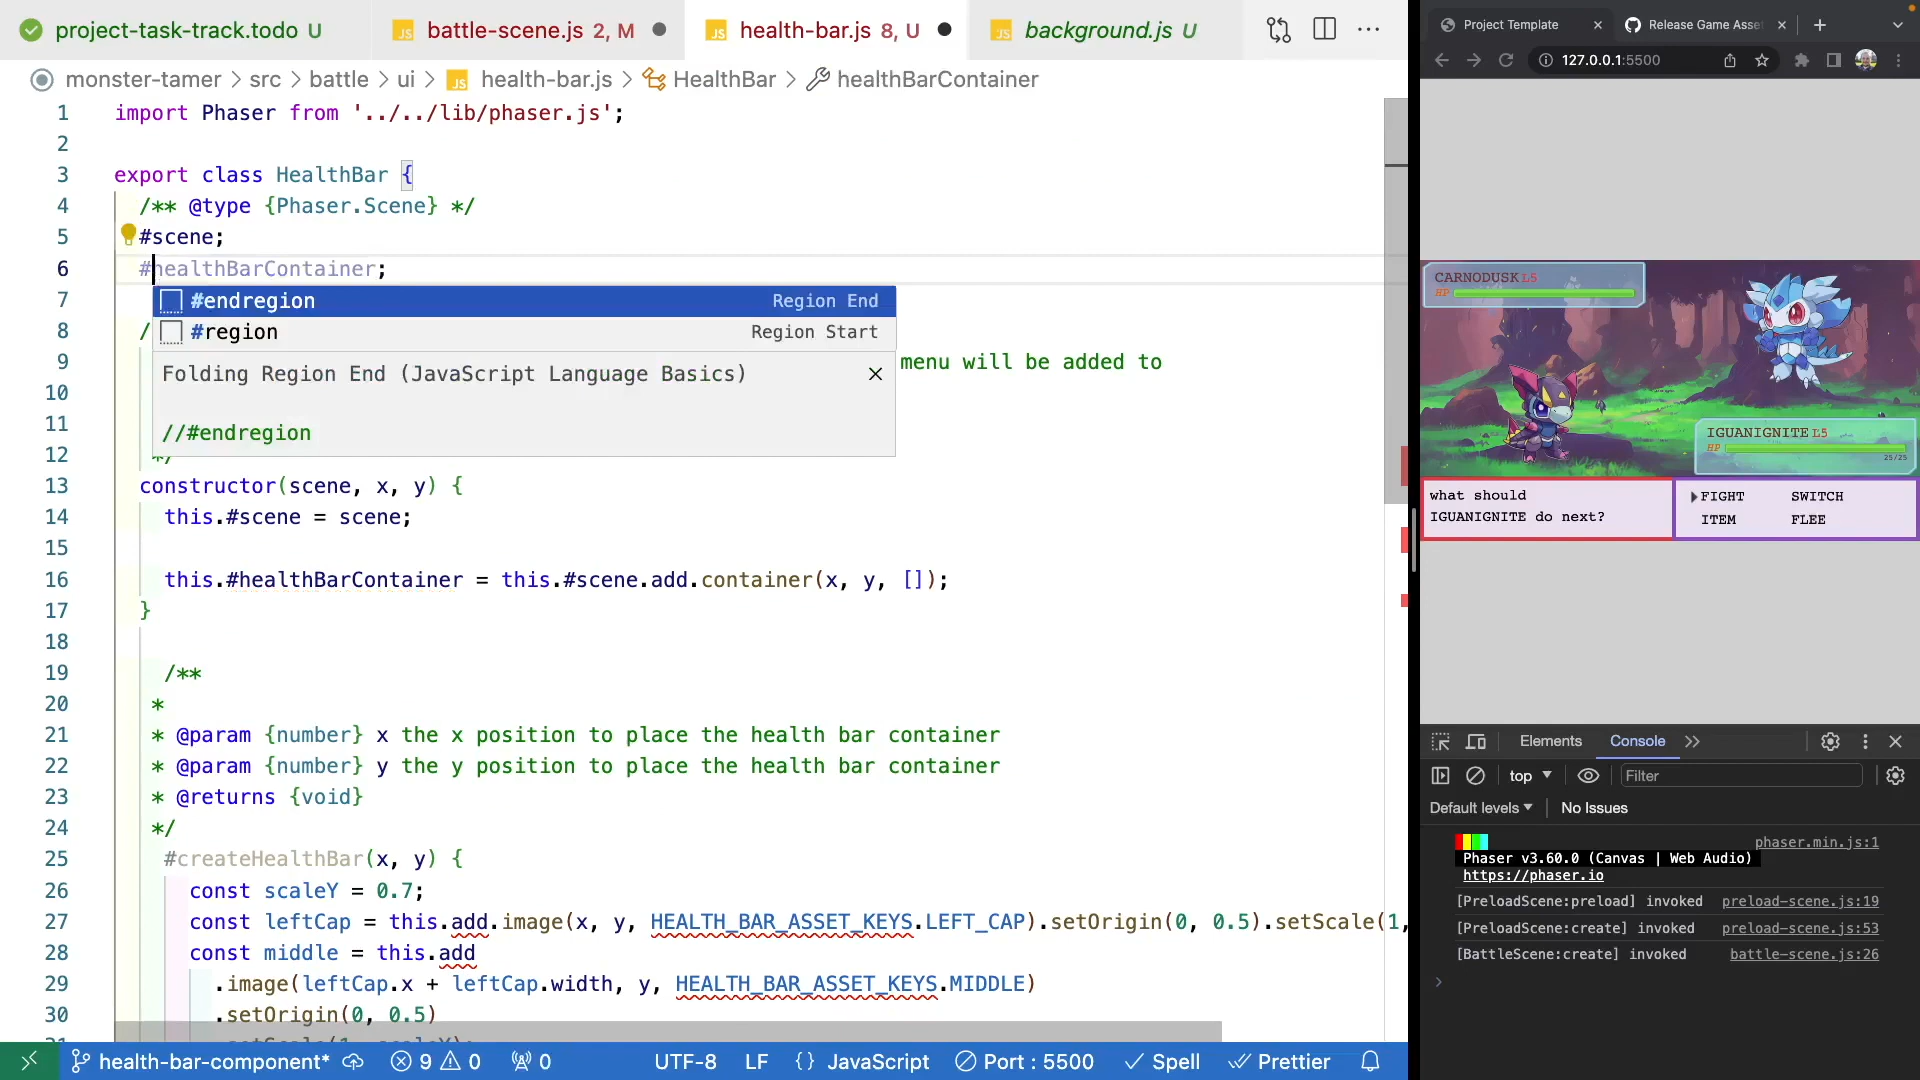 project-task-track.todo U
battle-scene.js 2, M
health-bar.js 8, U
background.js U
monster-tamer > src > battle > ui > health-bar.js > HealthBar > healthBarContainer
1 import Phaser from '../../lib/phaser.js';
2
3 export class HealthBar {
4 /** @type {Phaser.Scene} */
5 #scene;
6 #healthBarContainer;
7
#endregion Region End
#region Region Start
Folding Region End (JavaScript Language Basics)
//#endregion
8 /
9 menu will be added to
10
11
12 */
13 constructor(scene, x, y) {
14 this.#scene = scene;
15
16 this.#healthBarContainer = this.#scene.add.container(x, y, []);
17 }
18
19 /**
20 *
21 * @param {number} x the x position to place the health bar container
22 * @param {number} y the y position to place the health bar container
23 * @returns {void}
24 */
25 #createHealthBar(x, y) {
26 const scaleY = 0.7;
27 const leftCap = this.add.image(x, y, HEALTH_BAR_ASSET_KEYS.LEFT_CAP).setOrigin(0, 0.5).setScale(1,
28 const middle = this.add
29 .image(leftCap.x + leftCap.width, y, HEALTH_BAR_ASSET_KEYS.MIDDLE)
30 .setOrigin(0, 0.5)
health-bar-component* 9 0 0 UTF-8 LF {} JavaScript Port : 5500 Spell Prettier
Project Template
Release Game Asse
127.0.0.1:5500
CARNODUSK L5
HP
IGUANIGNITE L5
HP
25/25
what should
IGUANIGNITE do next?
FIGHT SWITCH
ITEM FLEE
Elements Console
top Filter
Default levels No Issues
phaser.min.js:1
Phaser v3.60.0 (Canvas | Web Audio)
https://phaser.io
[PreloadScene:preload] invoked preload-scene.js:19
[PreloadScene:create] invoked preload-scene.js:53
[BattleScene:create] invoked battle-scene.js:26